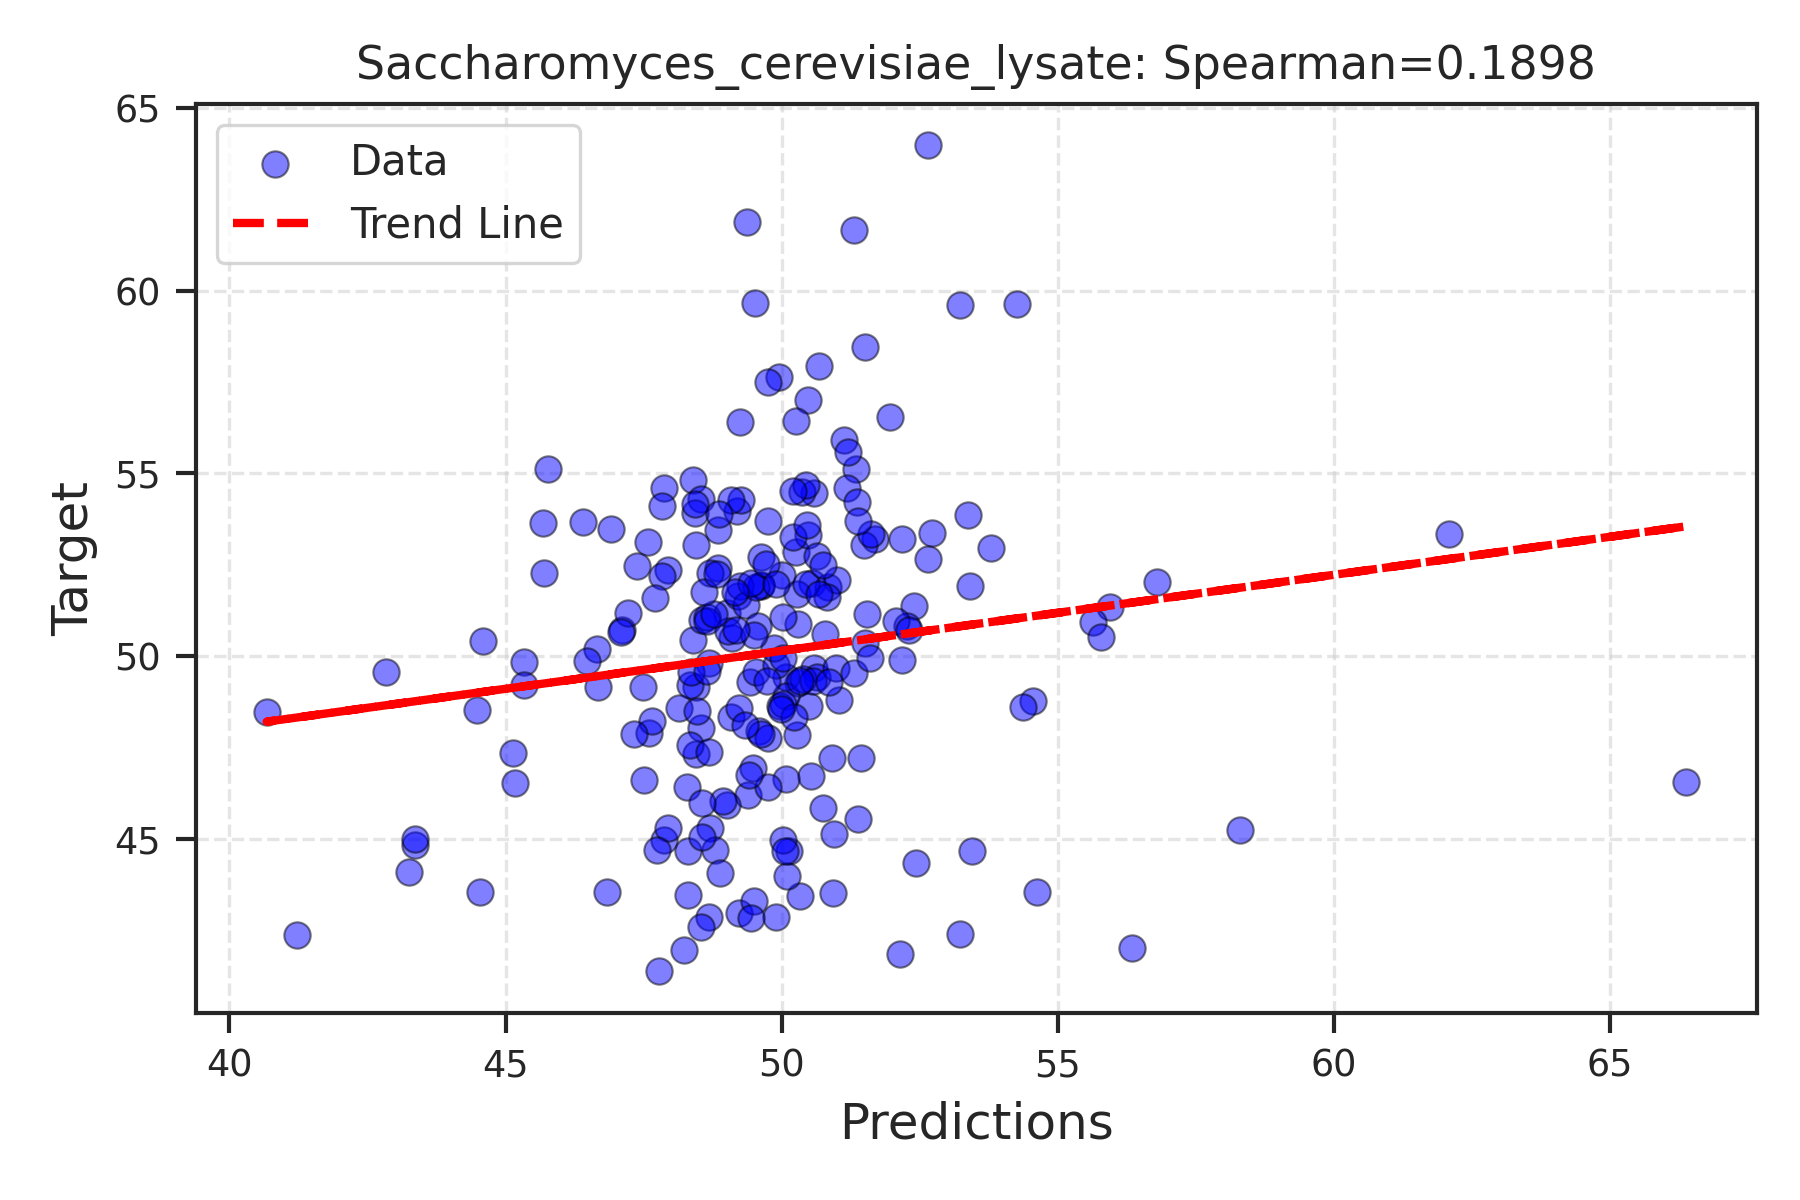 Saccharomyces_cerevisiae_lysate: Spearman=0.1898
65
60
55
50
45
Target
Data
Trend Line
40 45 50 55 60 65
Predictions